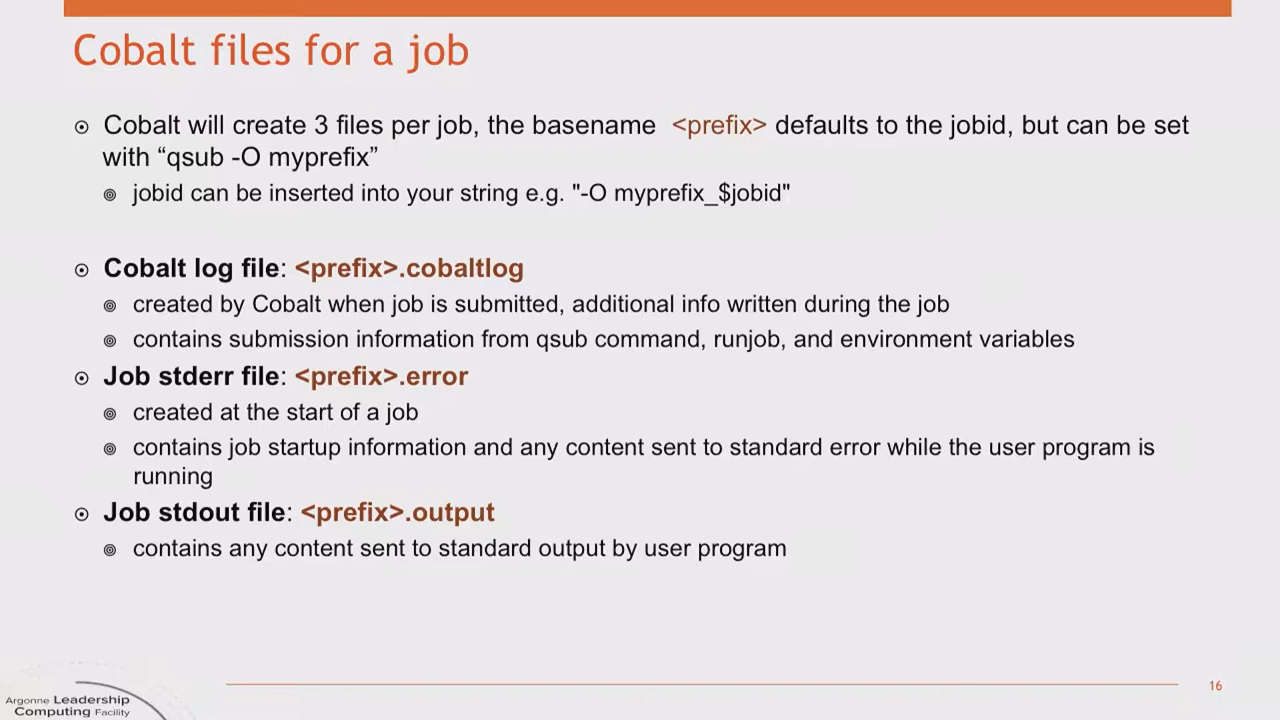 Cobalt files for a job
Cobalt will create 3 files per job, the basename <prefix> defaults to the jobid, but can be set
with “qsub -O myprefix”
jobid can be inserted into your string e.g. "-O myprefix_$jobid"
Cobalt log file: <prefix>.cobaltlog
created by Cobalt when job is submitted, additional info written during the job
contains submission information from qsub command, runjob, and environment variables
Job stderr file: <prefix>.error
created at the start of a job
contains job startup information and any content sent to standard error while the user program is
running
Job stdout file: <prefix>.output
contains any content sent to standard output by user program
Argonne Leadership
Computing Facility
16